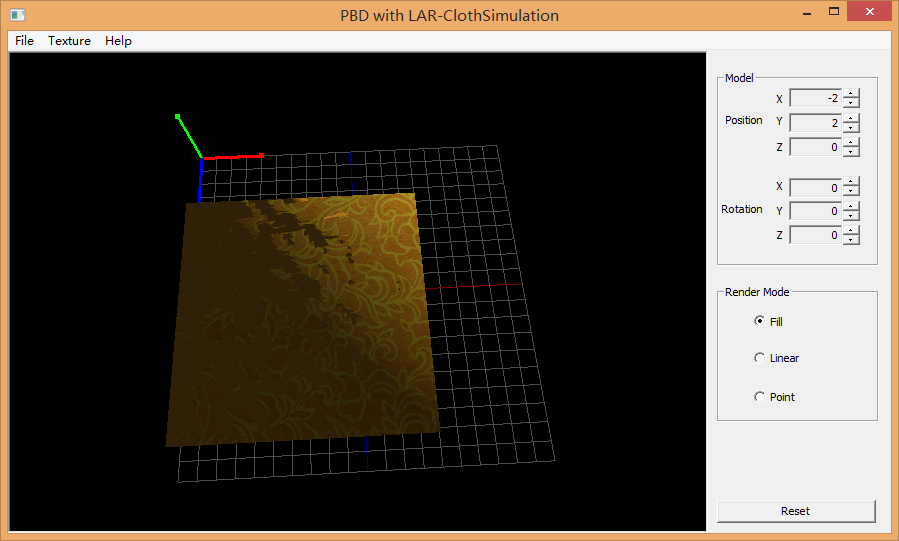 PBD with LAR-ClothSimulation
File Texture Help
Model
X -2
Position Y 2
Z 0
X 0
Rotation Y 0
Z 0
Render Mode
Fill
Linear
Point
Reset